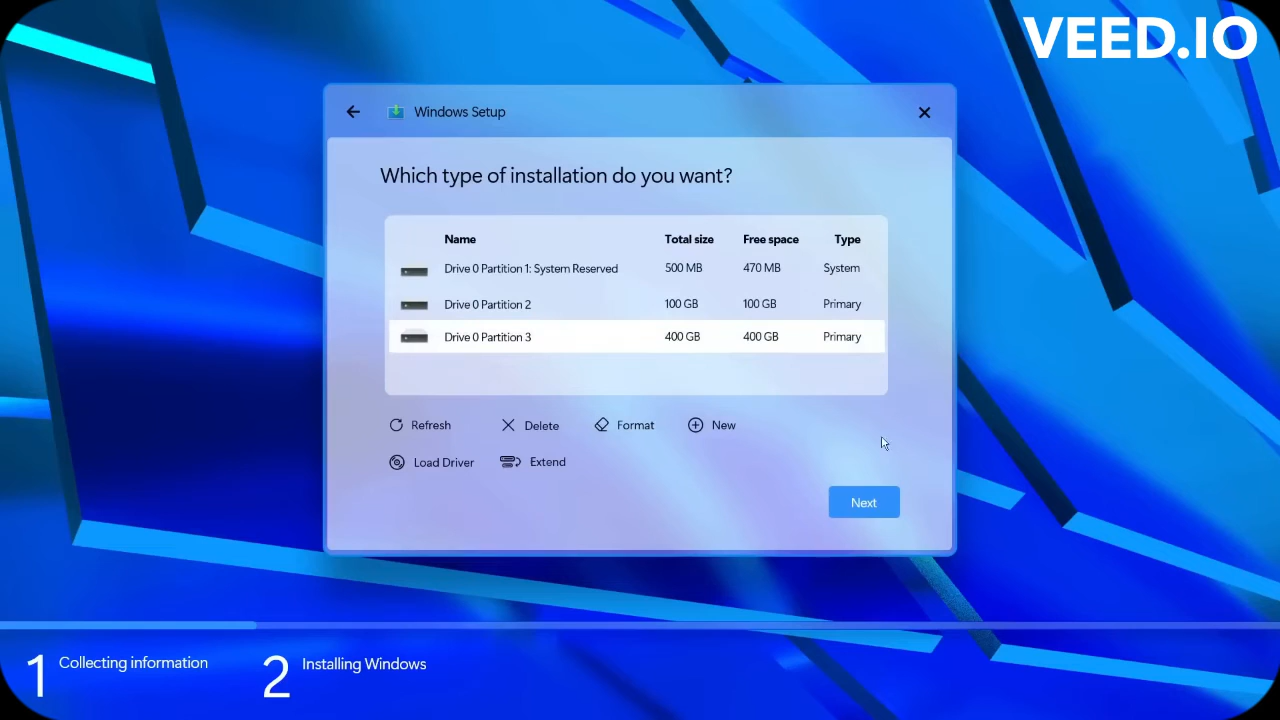 VEED.IO
Windows Setup
Which type of installation do you want?
Name Total size Free space Type
Drive 0 Partition 1: System Reserved 500 MB 470 MB System
Drive 0 Partition 2 100 GB 100 GB Primary
Drive 0 Partition 3 400 GB 400 GB Primary
Refresh Delete Format New
Load Driver Extend
Next
1 Collecting information 2 Installing Windows